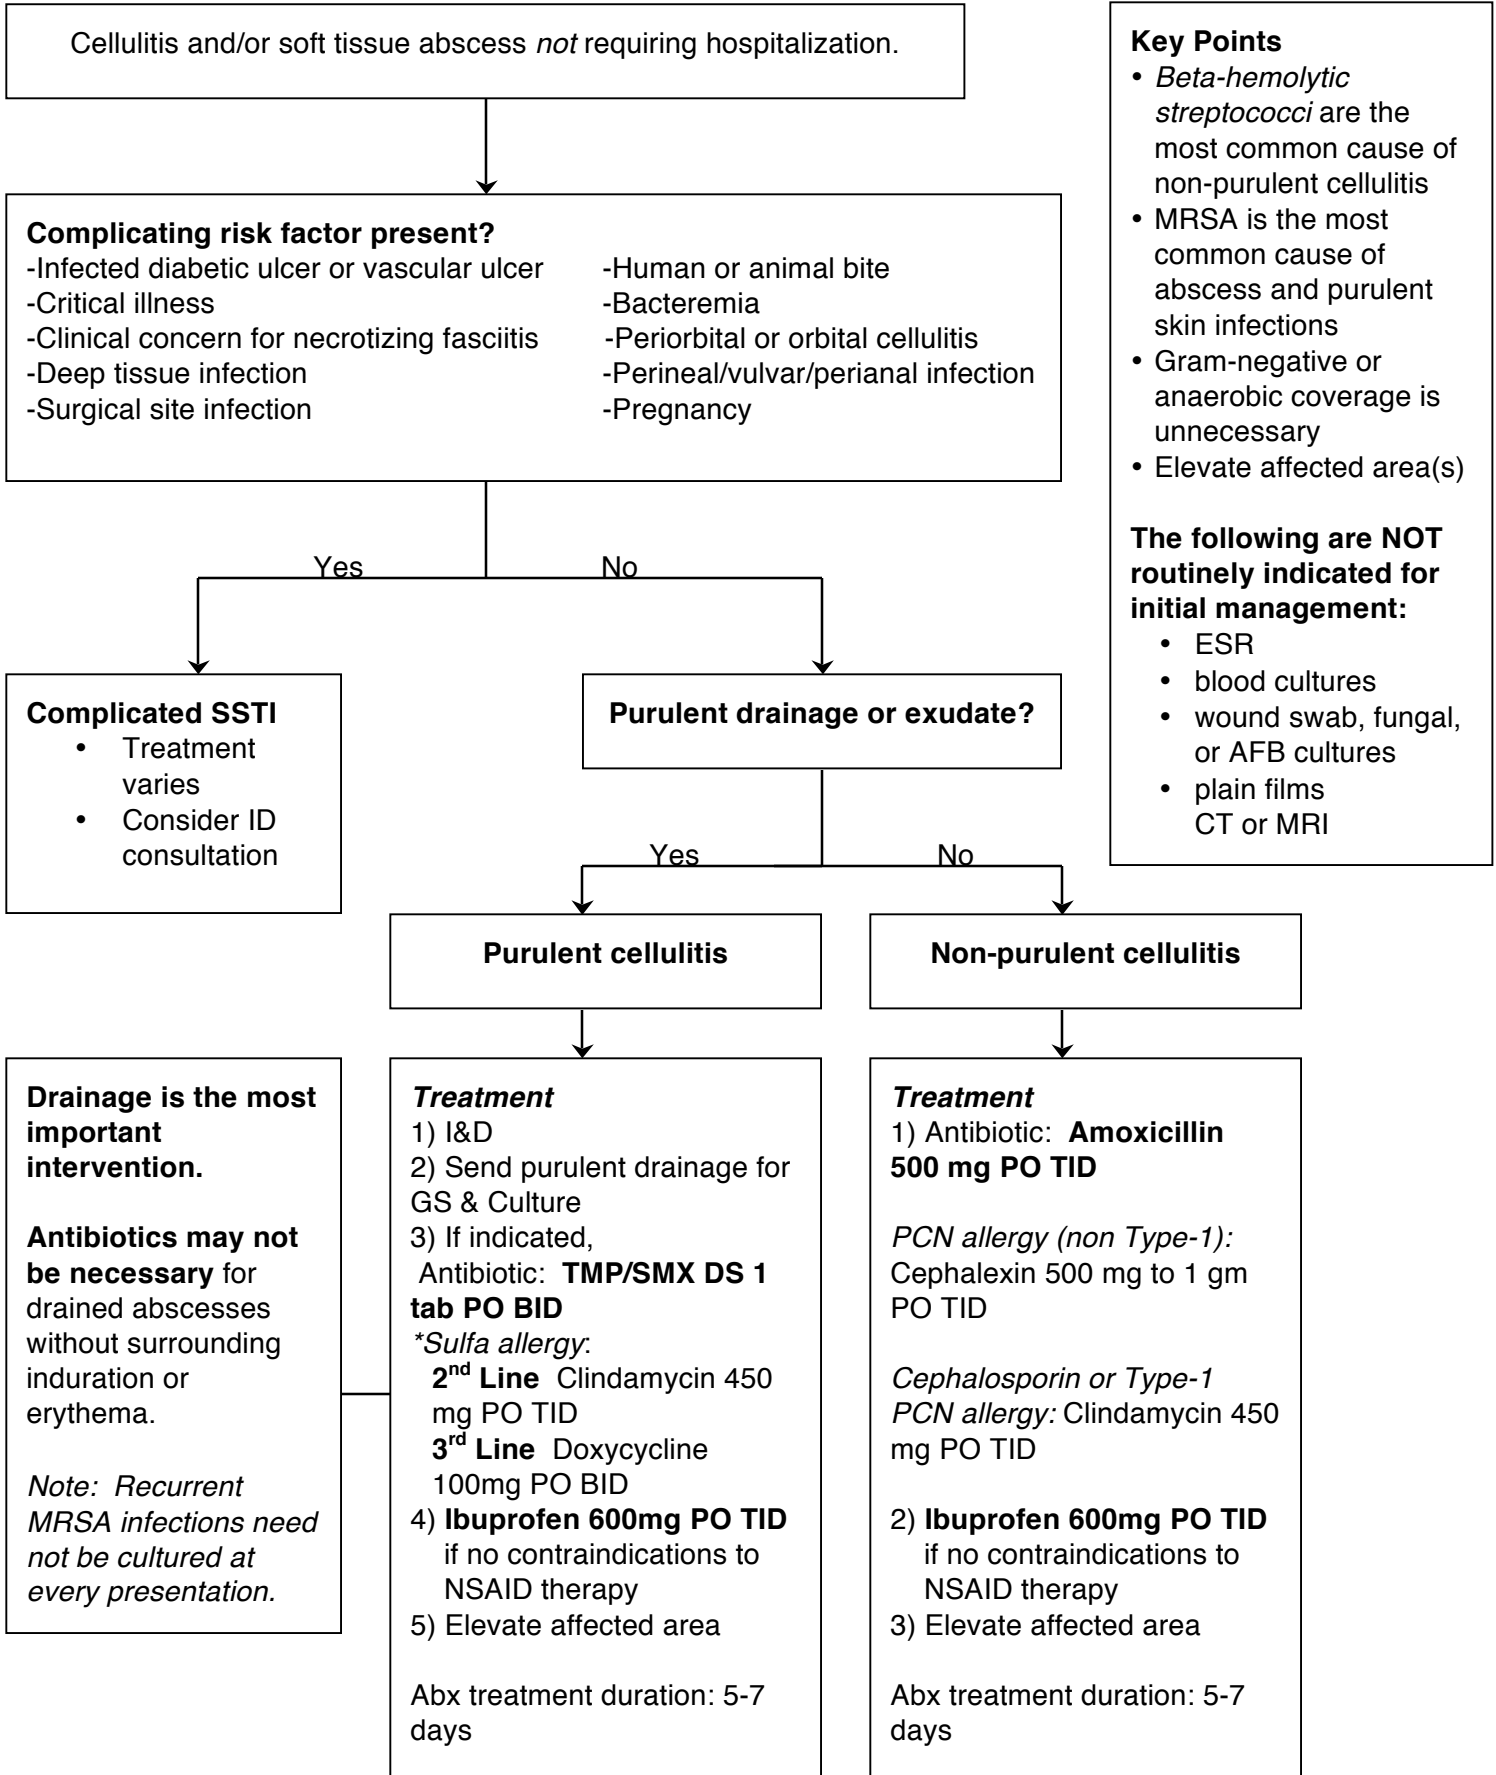 Cellulitis and/or soft tissue abscess not requiring hospitalization.
Complicating risk factor present?
-Infected diabetic ulcer or vascular ulcer
-Critical illness
-Clinical concern for necrotizing fasciitis
-Deep tissue infection
-Surgical site infection
-Human or animal bite
-Bacteremia
-Periorbital or orbital cellulitis
-Perineal/vulvar/perianal infection
-Pregnancy
Key Points
• Beta-hemolytic
streptococci are the
most common cause of
non-purulent cellulitis
• MRSA is the most
common cause of
abscess and purulent
skin infections
• Gram-negative or
anaerobic coverage is
unnecessary
• Elevate affected area(s)
The following are NOT
routinely indicated for
initial management:
• ESR
• blood cultures
• wound swab, fungal,
or AFB cultures
• plain films
CT or MRI
Yes
No
Complicated SSTI
• Treatment
varies
• Consider ID
consultation
Purulent drainage or exudate?
Yes
No
Purulent cellulitis
Non-purulent cellulitis
Drainage is the most
important
intervention.
Antibiotics may not
be necessary for
drained abscesses
without surrounding
induration or
erythema.
Note: Recurrent
MRSA infections need
not be cultured at
every presentation.
Treatment
1) I&D
2) Send purulent drainage for
GS & Culture
3) If indicated,
Antibiotic: TMP/SMX DS 1
tab PO BID
*Sulfa allergy:
2nd Line Clindamycin 450
mg PO TID
3rd Line Doxycycline
100mg PO BID
4) Ibuprofen 600mg PO TID
if no contraindications to
NSAID therapy
5) Elevate affected area
Abx treatment duration: 5-7
days
Treatment
1) Antibiotic: Amoxicillin
500 mg PO TID
PCN allergy (non Type-1):
Cephalexin 500 mg to 1 gm
PO TID
Cephalosporin or Type-1
PCN allergy: Clindamycin 450
mg PO TID
2) Ibuprofen 600mg PO TID
if no contraindications to
NSAID therapy
3) Elevate affected area
Abx treatment duration: 5-7
days